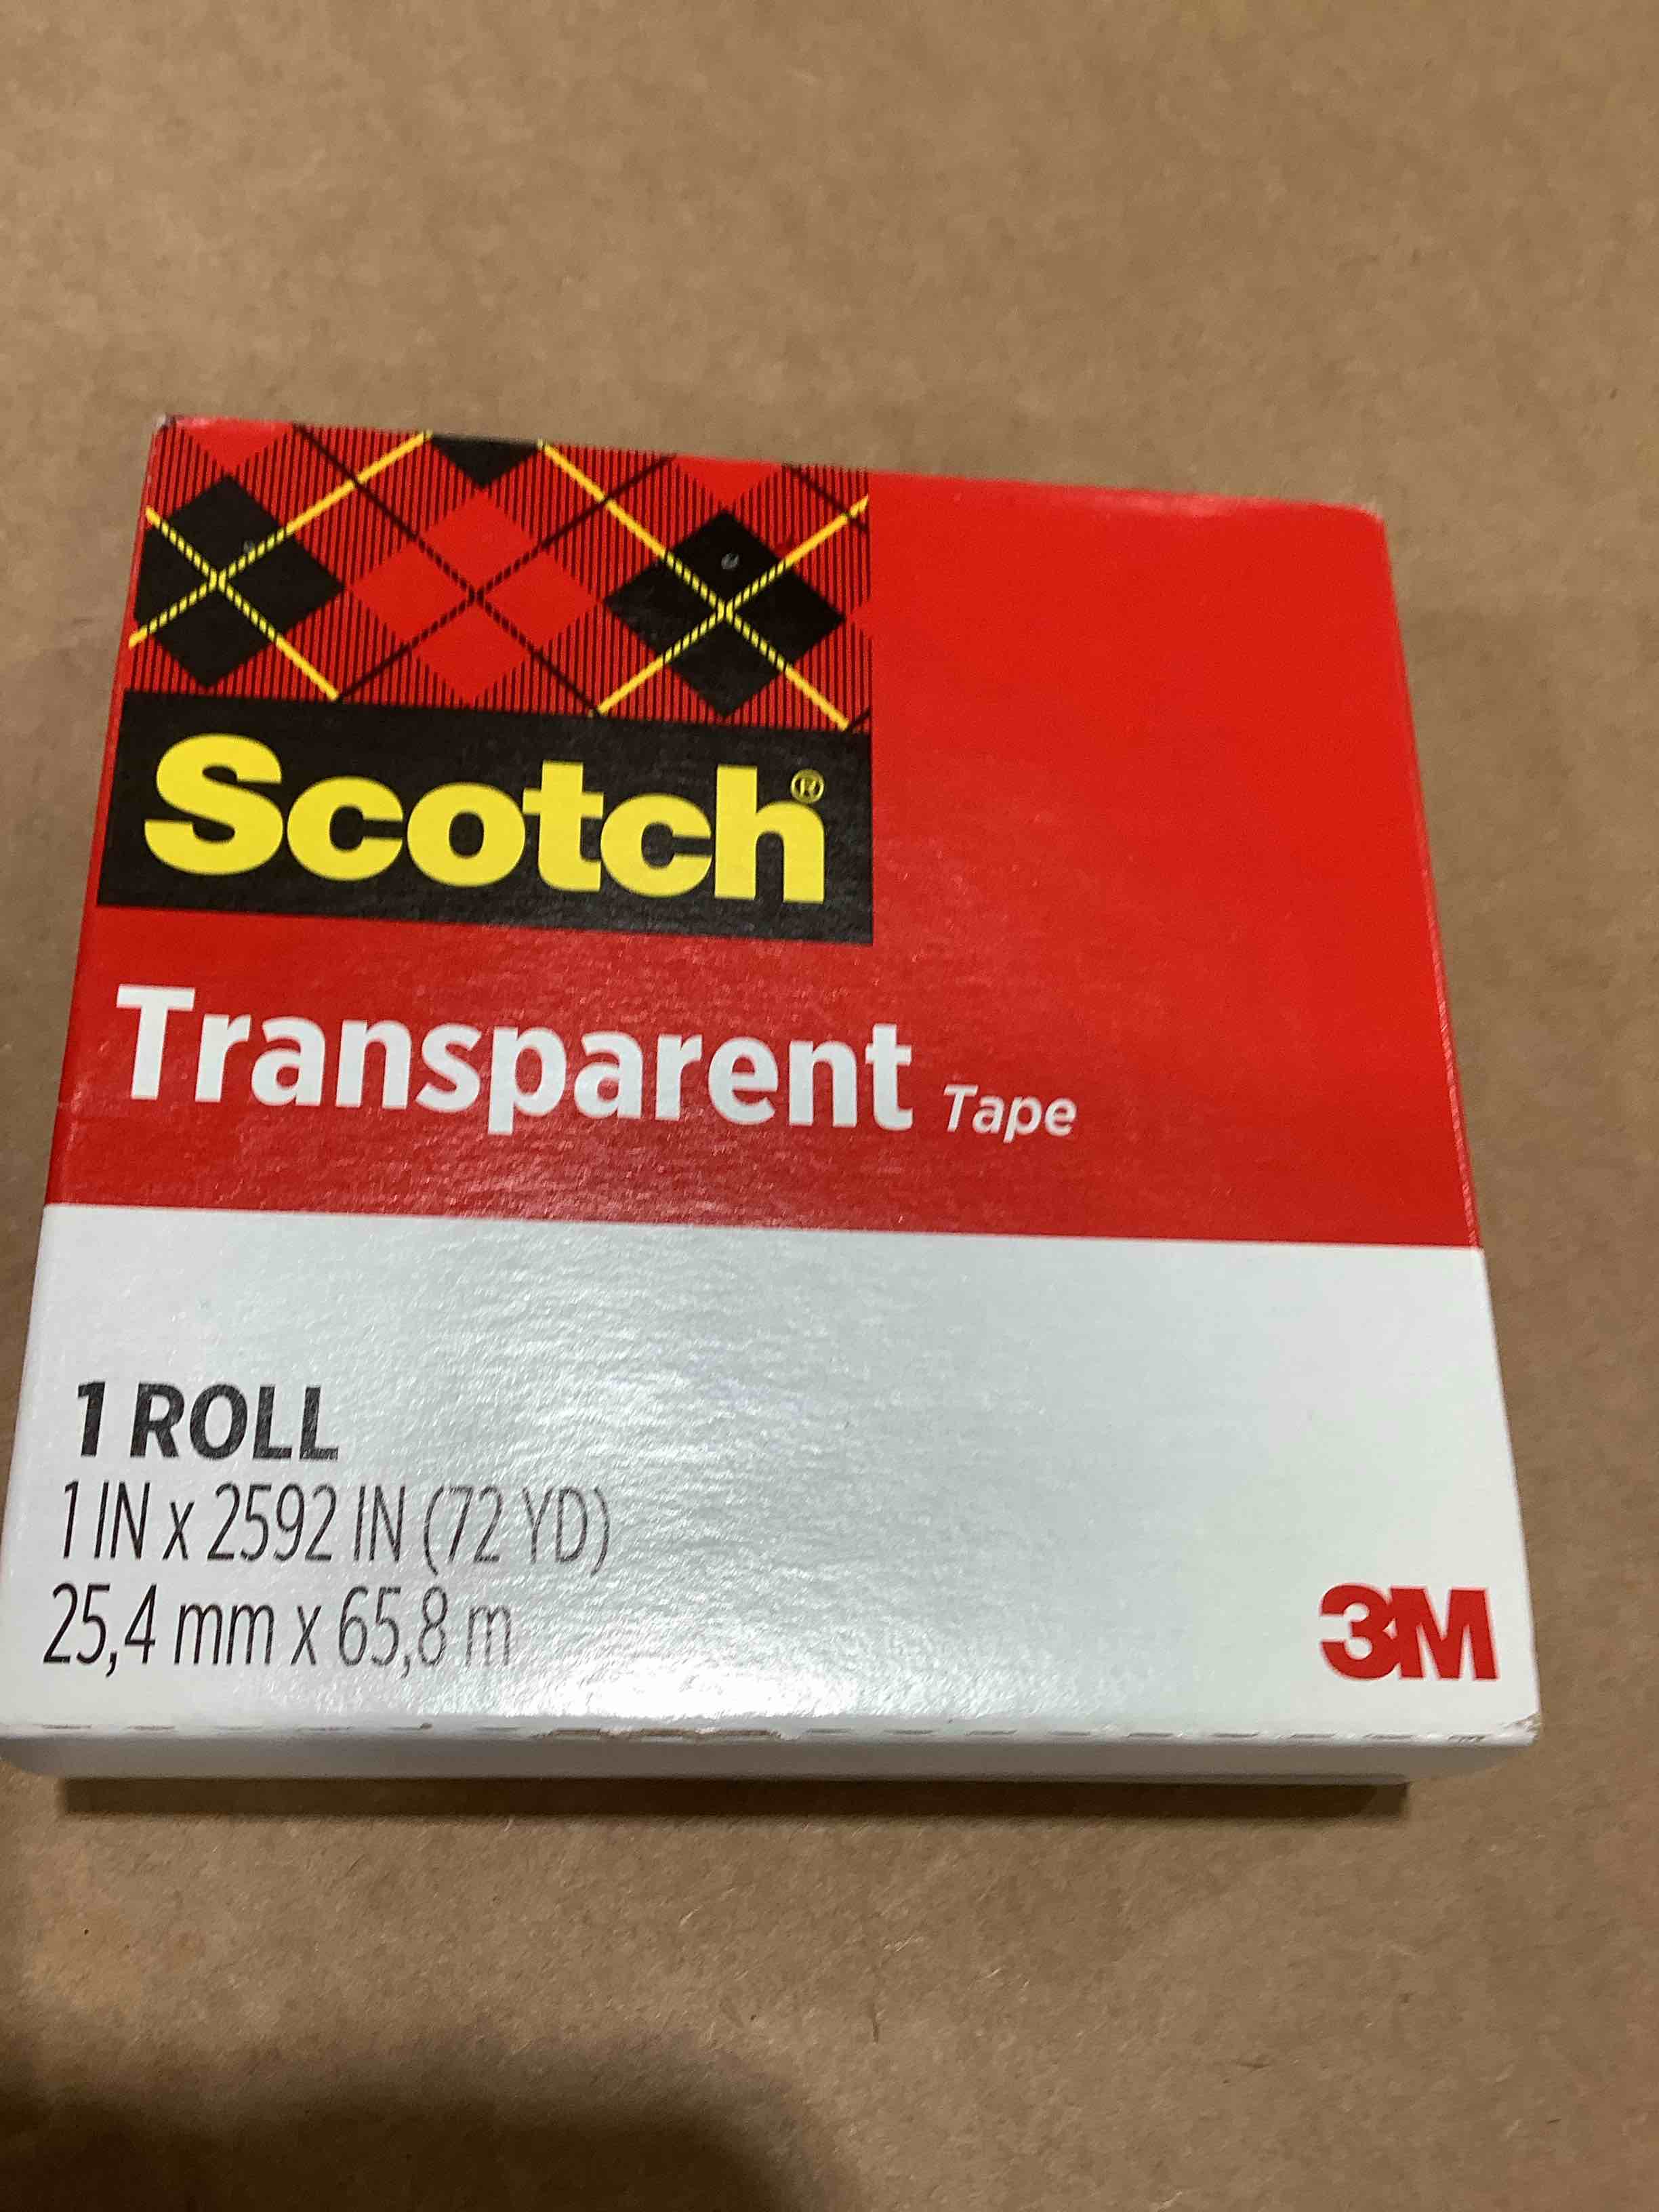 Scotch®
Transparent Tape
1 ROLL
1 IN x 2592 IN (72 YD)
25,4 mm x 65,8 m
3M